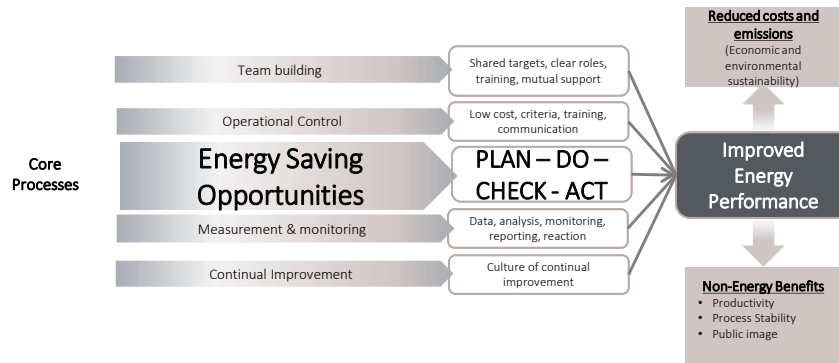 Core
Processes
Team building
Operational Control
Energy Saving
Opportunities
Measurement & monitoring
Continual Improvement
Shared targets, clear roles,
training, mutual support
Low cost, criteria, training,
communication
PLAN – DO –
CHECK - ACT
Data, analysis, monitoring,
reporting, reaction
Culture of continual
improvement
Reduced costs and
emissions
(Economic and
environmental
sustainability)
Improved
Energy
Performance
Non-Energy Benefits
• Productivity
• Process Stability
• Public image